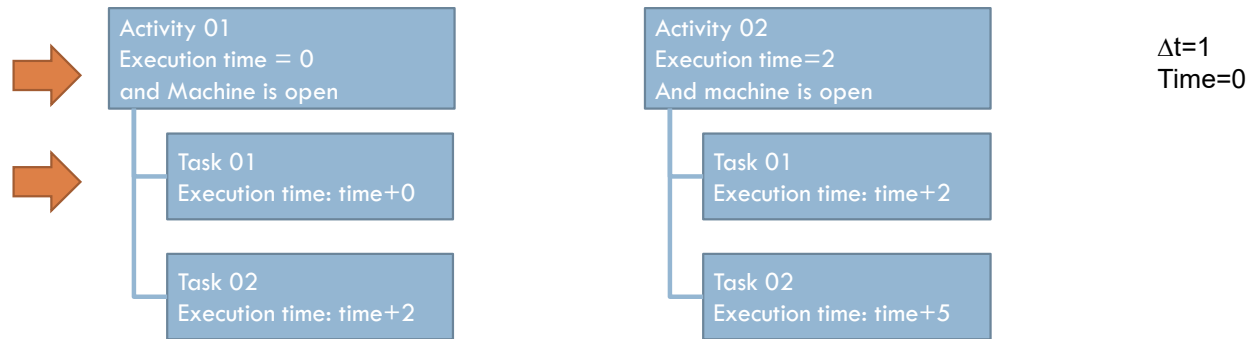 Activity 01
Execution time = 0
and Machine is open
Task 01
Execution time: time+0
Task 02
Execution time: time+2
Activity 02
Execution time=2
And machine is open
Task 01
Execution time: time+2
Task 02
Execution time: time+5
Δt=1
Time=0